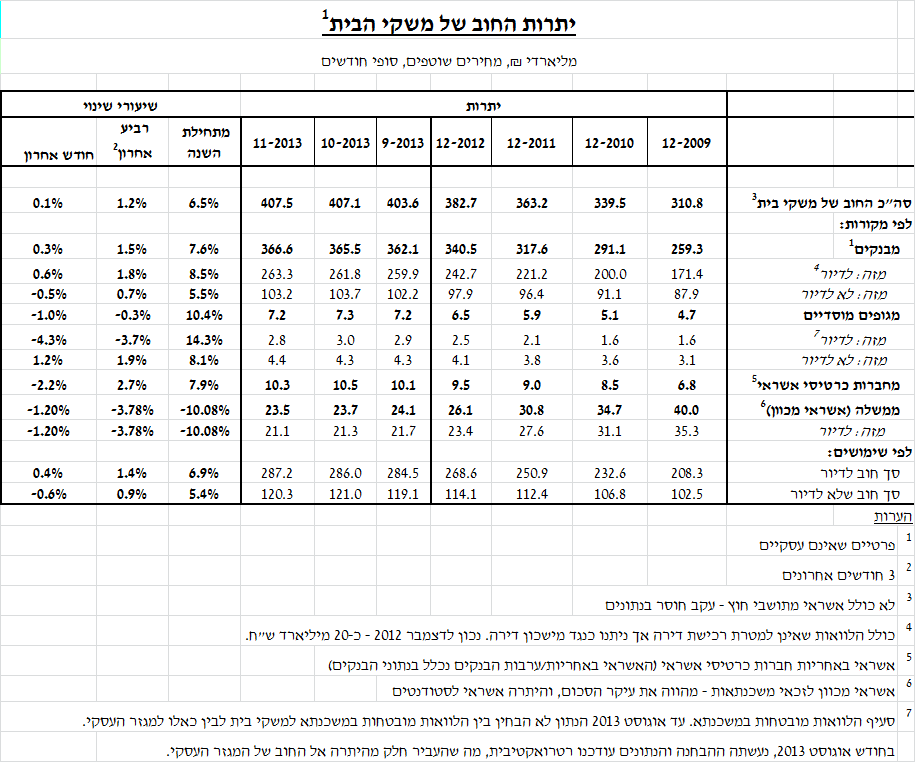 יתרות החוב של משקי הבית1
מליארדי ₪, מחירים שוטפים, סופי חודשים
יתרות שיעורי שינוי
12-2009 12-2010 12-2011 12-2012 9-2013 10-2013 11-2013 מתחילת השנה רביע אחרון2 חודש אחרון
סה״כ החוב של משקי בית3 310.8 339.5 363.2 382.7 403.6 407.1 407.5 6.5% 1.2% 0.1%
לפי מקורות:
מבנקים1 259.3 291.1 317.6 340.5 362.1 365.5 366.6 7.6% 1.5% 0.3%
מזה: לדיור4 171.4 200.0 221.2 242.7 259.9 261.8 263.3 8.5% 1.8% 0.6%
מזה: לא לדיור 87.9 91.1 96.4 97.9 102.2 103.7 103.2 5.5% 0.7% -0.5%
מגופים מוסדיים 4.7 5.1 5.9 6.5 7.2 7.3 7.2 10.4% -0.3% -1.0%
מזה: לדיור7 1.6 1.6 2.1 2.5 2.9 3.0 2.8 14.3% -3.7% -4.3%
מזה: לא לדיור 3.1 3.6 3.8 4.1 4.3 4.3 4.4 8.1% 1.9% 1.2%
מחברות כרטיסי אשראי5 6.8 8.5 9.0 9.5 10.1 10.5 10.3 7.9% 2.7% -2.2%
ממשלה (אשראי מכוון)6 40.0 34.7 30.8 26.1 24.1 23.7 23.5 -10.08% -3.78% -1.20%
מזה: לדיור 35.3 31.1 27.6 23.4 21.7 21.3 21.1 -10.08% -3.78% -1.20%
לפי שימושים:
סך חוב לדיור 208.3 232.6 250.9 268.6 284.5 286.0 287.2 6.9% 1.4% 0.4%
סך חוב שלא לדיור 102.5 106.8 112.4 114.1 119.1 121.0 120.3 5.4% 0.9% -0.6%
הערות
1 פרטיים שאינם עסקיים
2 3 חודשים אחרונים
3 לא כולל אשראי מתושבי חוץ - עקב חוסר בנתונים
4 כולל הלוואות שאינן למטרת רכישת דירה אך ניתנו כנגד מישכון דירה. נכון לדצמבר 2012 - כ-20 מיליארד ש״ח.
5 אשראי באחריות חברות כרטיסי אשראי (האשראי באחריות/ערבות הבנקים נכלל בנתוני הבנקים)
6 אשראי מכוון לזכאי משכנתאות - מהווה את עיקר הסכום, והיתרה אשראי לסטודנטים
7 סעיף הלוואות מובטחות במשכנתא. עד אוגוסט 2013 הנתון לא הבחין בין הלוואות מובטחות במשכנתא למשקי בית לבין כאלו למגזר העסקי.
בחודש אוגוסט 2013, נעשתה ההבחנה והנתונים עודכנו רטרואקטיבית, מה שהעביר חלק מהיתרה אל החוב של המגזר העסקי.